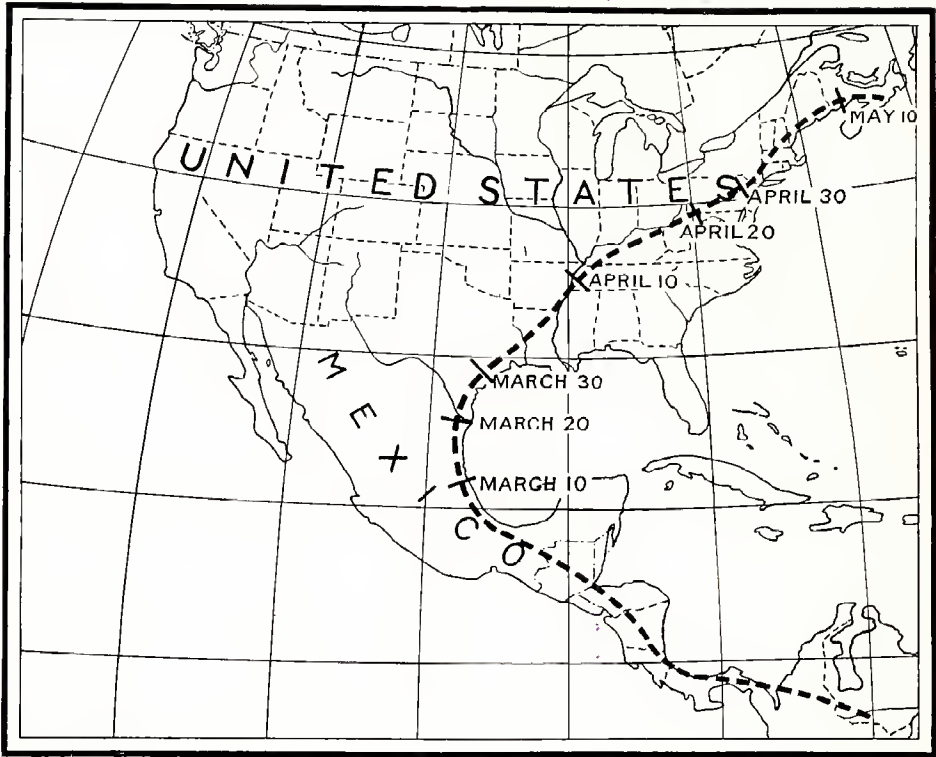 UNITED STATES
MAY 10
APRIL 30
APRIL 20
APRIL 10
MARCH 30
MARCH 20
MARCH 10
MEXICO